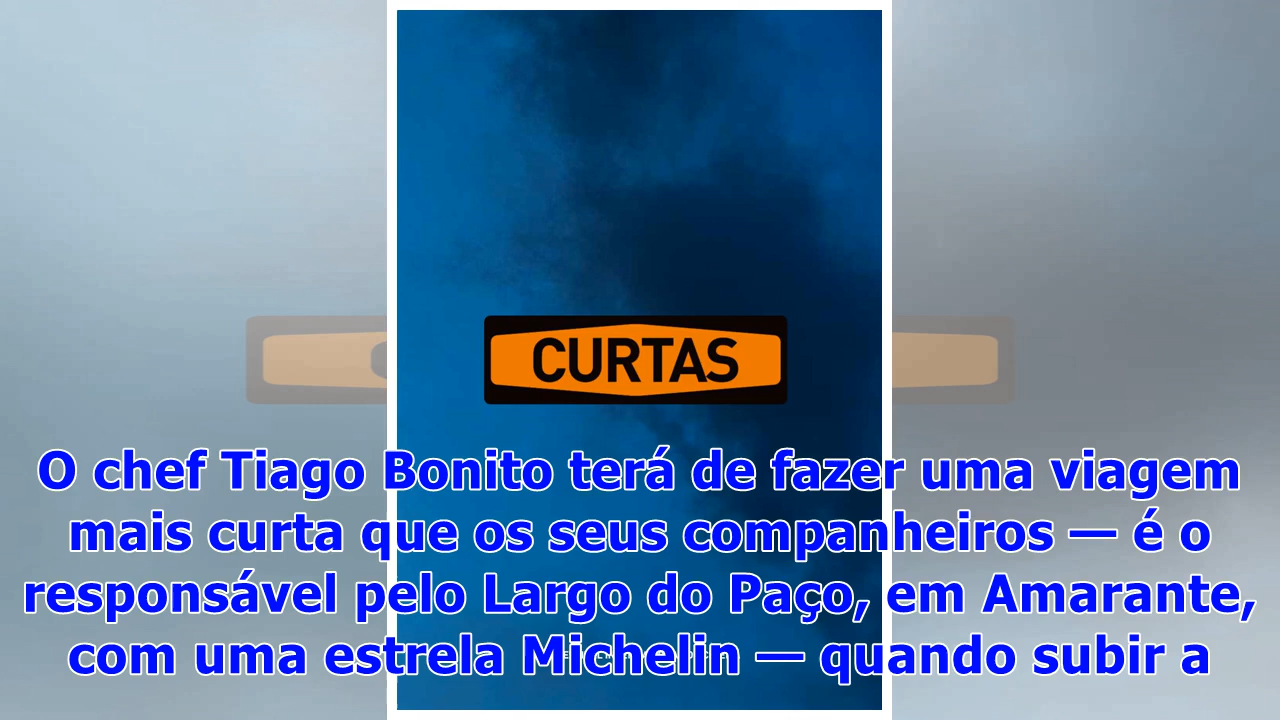 CURTAS
O chef Tiago Bonito terá de fazer uma viagem
mais curta que os seus companheiros — é o
responsável pelo Largo do Paço, em Amarante,
com uma estrela Michelin — quando subir a